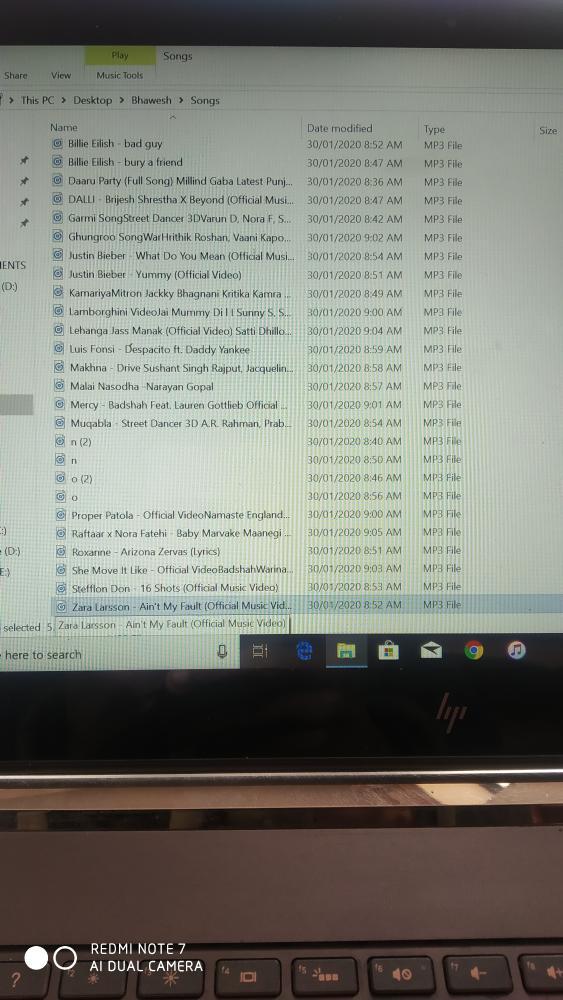 Play Songs
Share View Music Tools
> This PC > Desktop > Bhawesh > Songs
Name Date modified Type Size
Billie Eilish - bad guy 30/01/2020 8:52 AM MP3 File
Billie Eilish - bury a friend 30/01/2020 8:47 AM MP3 File
Daaru Party (Full Song) Millind Gaba Latest Punj... 30/01/2020 8:36 AM MP3 File
DALLI - Brijesh Shrestha X Beyond (Official Musi... 30/01/2020 8:47 AM MP3 File
Garmi SongStreet Dancer 3DVarun D, Nora F, S... 30/01/2020 8:42 AM MP3 File
Ghungroo SongWarHrithik Roshan, Vaani Kapo... 30/01/2020 9:02 AM MP3 File
Justin Bieber - What Do You Mean (Official Musi... 30/01/2020 8:54 AM MP3 File
IENTS
Justin Bieber - Yummy (Official Video) 30/01/2020 8:51 AM MP3 File
(D:)
KamariyaMitron Jackky Bhagnani Kritika Kamra ... 30/01/2020 8:49 AM MP3 File
Lamborghini VideoJai Mummy Di l l Sunny S, S... 30/01/2020 9:00 AM MP3 File
Lehanga Jass Manak (Official Video) Satti Dhillo... 30/01/2020 9:04 AM MP3 File
Luis Fonsi - Despacito ft. Daddy Yankee 30/01/2020 8:59 AM MP3 File
Makhna - Drive Sushant Singh Rajput, Jacquelin... 30/01/2020 8:58 AM MP3 File
Malai Nasodha -Narayan Gopal 30/01/2020 8:57 AM MP3 File
Mercy - Badshah Feat. Lauren Gottlieb Official ... 30/01/2020 9:01 AM MP3 File
Muqabla - Street Dancer 3D A.R. Rahman, Prab... 30/01/2020 8:54 AM MP3 File
n (2) 30/01/2020 8:40 AM MP3 File
n 30/01/2020 8:50 AM MP3 File
o (2) 30/01/2020 8:46 AM MP3 File
o 30/01/2020 8:56 AM MP3 File
Proper Patola - Official VideoNamaste England... 30/01/2020 9:00 AM MP3 File
:) Raftaar x Nora Fatehi - Baby Marvake Maanegi ... 30/01/2020 9:05 AM MP3 File
(D:) Roxanne - Arizona Zervas (Lyrics) 30/01/2020 8:51 AM MP3 File
E:) She Move It Like - Official VideoBadshahWarina... 30/01/2020 9:03 AM MP3 File
Stefflon Don - 16 Shots (Official Music Video) 30/01/2020 8:53 AM MP3 File
Zara Larsson - Ain't My Fault (Official Music Vid... 30/01/2020 8:52 AM MP3 File
selected 5. Zara Larsson - Ain't My Fault (Official Music Video)
here to search
hp
REDMI NOTE 7
AI DUAL CAMERA
? f2 f4 f5 f6 f7 f8